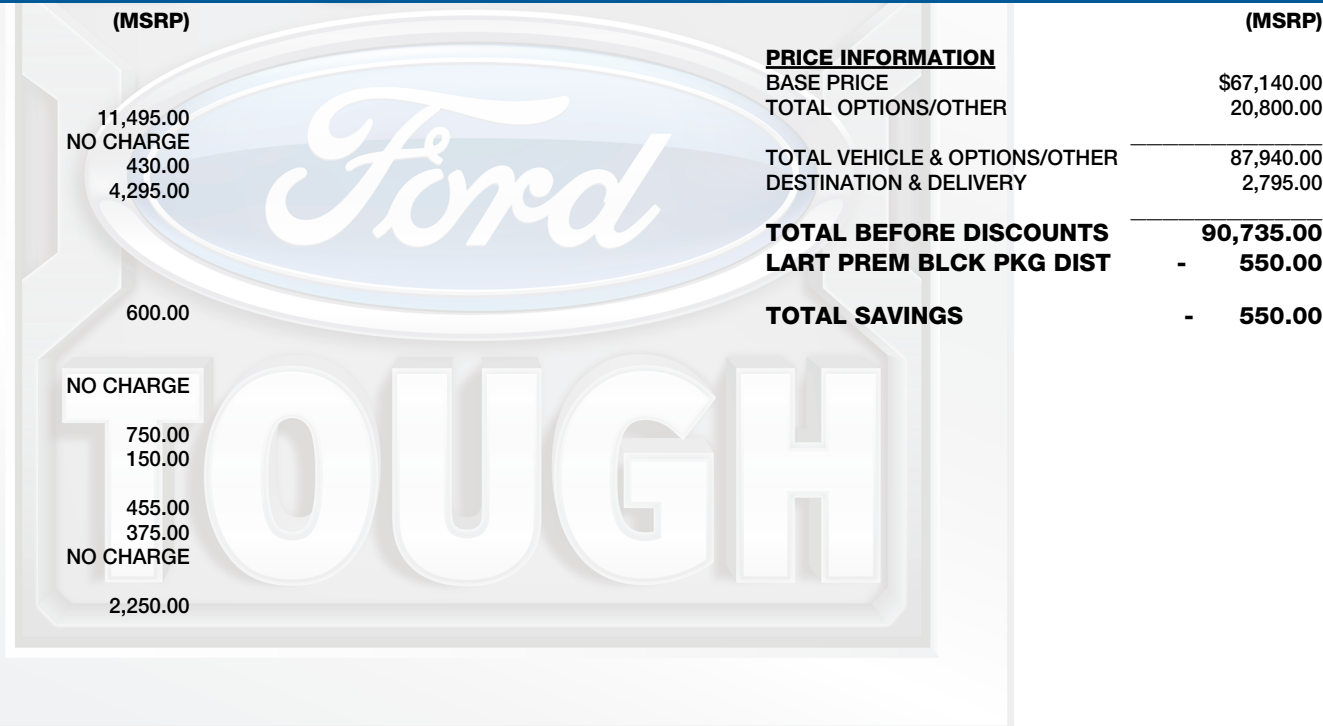 (MSRP)
11,495.00
NO CHARGE
430.00
4,295.00
600.00
NO CHARGE
750.00
150.00
455.00
375.00
NO CHARGE
2,250.00
(MSRP)
PRICE INFORMATION
BASE PRICE $67,140.00
TOTAL OPTIONS/OTHER 20,800.00
TOTAL VEHICLE & OPTIONS/OTHER 87,940.00
DESTINATION & DELIVERY 2,795.00
TOTAL BEFORE DISCOUNTS 90,735.00
LART PREM BLCK PKG DIST - 550.00
TOTAL SAVINGS - 550.00
Ford
TOUGH